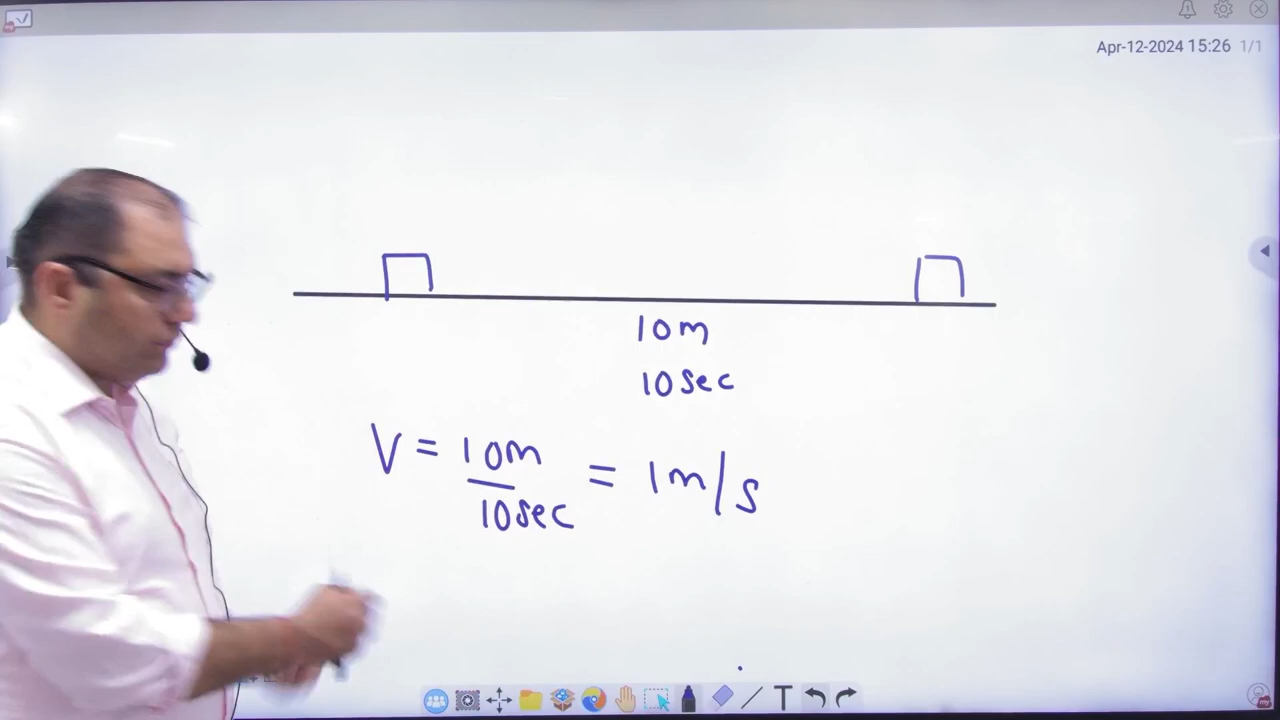 Apr-12-2024 15:26 1/1
10m
10sec
V = 10m/10sec = 1m/s
T